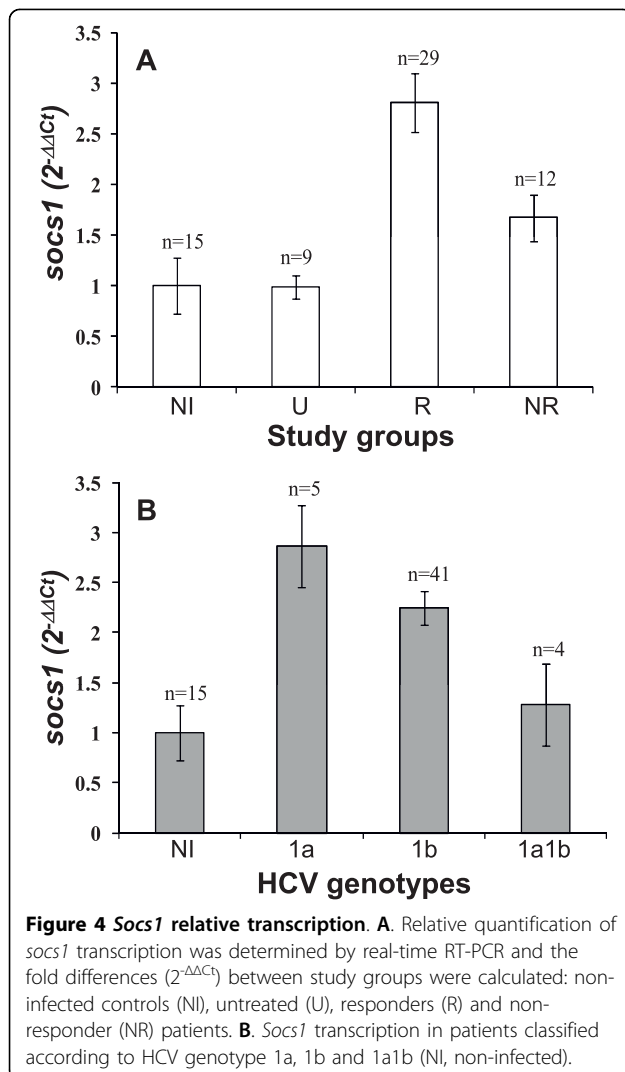 A
3.5
3
2.5
2
1.5
1
0.5
0
socs1 (2^-ΔΔCt)
n=15
n=9
n=29
n=12
NI U R NR
Study groups
B
3.5
3
2.5
2
1.5
1
0.5
0
socs1 (2^-ΔΔCt)
n=15
n=5
n=41
n=4
NI 1a 1b 1a1b
HCV genotypes
Figure 4 Socs1 relative transcription. A. Relative quantification of
socs1 transcription was determined by real-time RT-PCR and the
fold differences (2^-ΔΔCt) between study groups were calculated: non-
infected controls (NI), untreated (U), responders (R) and non-
responder (NR) patients. B. Socs1 transcription in patients classified
according to HCV genotype 1a, 1b and 1a1b (NI, non-infected).